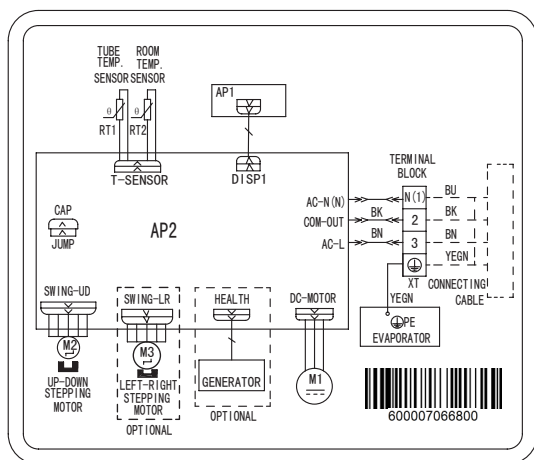 TUBE ROOM
TEMP. TEMP.
SENSOR SENSOR
θ θ
RT1 RT2
AP1
T-SENSOR
DISP1
TERMINAL
BLOCK
AC-N(N) N(1) BU
COM-OUT BK 2 BK
AC-L BN 3 BN
YEGN
XT CONNECTING
CABLE
CAP
JUMP
AP2
YEGN
PE
EVAPORATOR
SWING-UD SWING-LR HEALTH DC-MOTOR
M2 M3 GENERATOR M1
UP-DOWN
STEPPING
MOTOR
LEFT-RIGHT
STEPPING
MOTOR
OPTIONAL OPTIONAL
600007066800